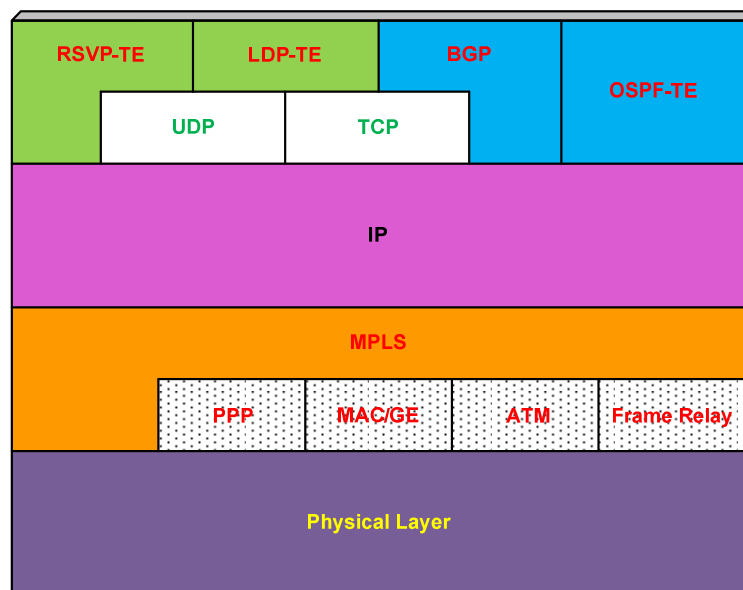 RSVP-TE
LDP-TE
BGP
OSPF-TE
UDP
TCP
IP
MPLS
PPP
MAC/GE
ATM
Frame Relay
Physical Layer